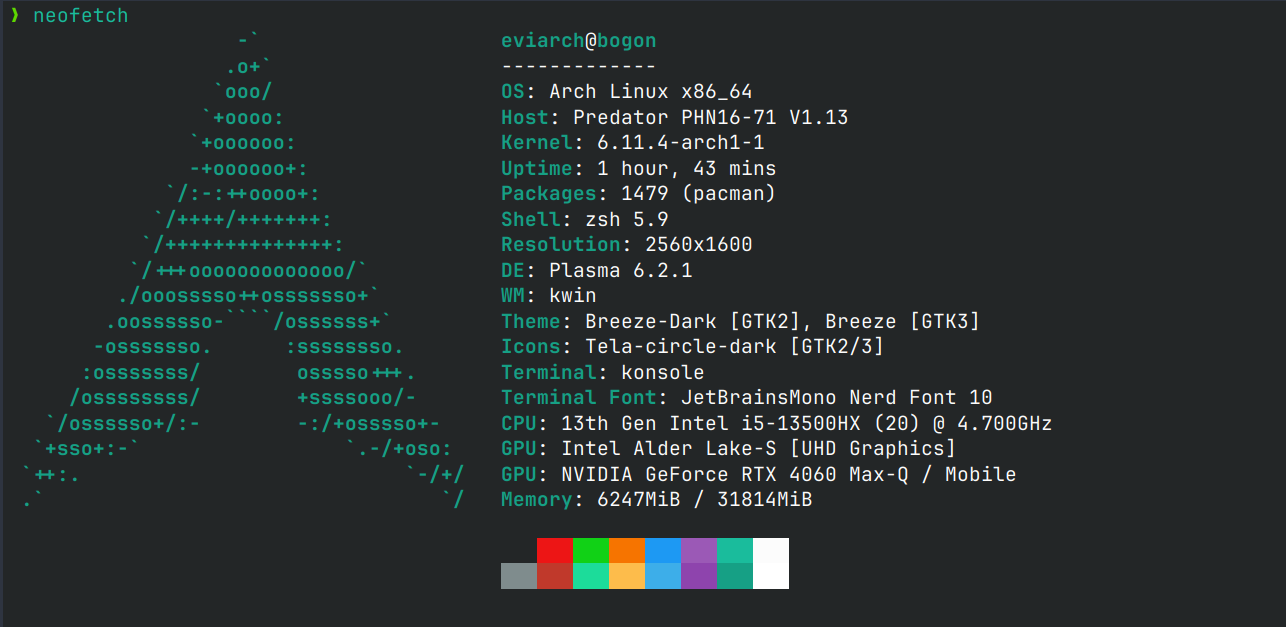 ❯ neofetch
                   -`                    eviarch@bogon
                  .o+`                   -------------
                 `ooo/                   OS: Arch Linux x86_64
                `+oooo:                  Host: Predator PHN16-71 V1.13
               `+oooooo:                 Kernel: 6.11.4-arch1-1
               -+oooooo+:                Uptime: 1 hour, 43 mins
             `/:-:++oooo+:               Packages: 1479 (pacman)
            `/++++/+++++++:              Shell: zsh 5.9
           `/++++++++++++++:             Resolution: 2560x1600
          `/+++ooooooooooooo/`           DE: Plasma 6.2.1
         ./ooosssso++osssssso+`          WM: kwin
        .oossssso-````/ossssss+`         Theme: Breeze-Dark [GTK2], Breeze [GTK3]
       -osssssso.      :ssssssso.        Icons: Tela-circle-dark [GTK2/3]
      :osssssss/        osssso+++.       Terminal: konsole
     /ossssssss/        +ssssooo/-       Terminal Font: JetBrainsMono Nerd Font 10
   `/ossssso+/:-        -:/+osssso+-     CPU: 13th Gen Intel i5-13500HX (20) @ 4.700GHz
  `+sso+:-`                 `.-/+oso:    GPU: Intel Alder Lake-S [UHD Graphics]
 `++:.                           `-/+/   GPU: NVIDIA GeForce RTX 4060 Max-Q / Mobile
 .`                                 `/   Memory: 6247MiB / 31814MiB